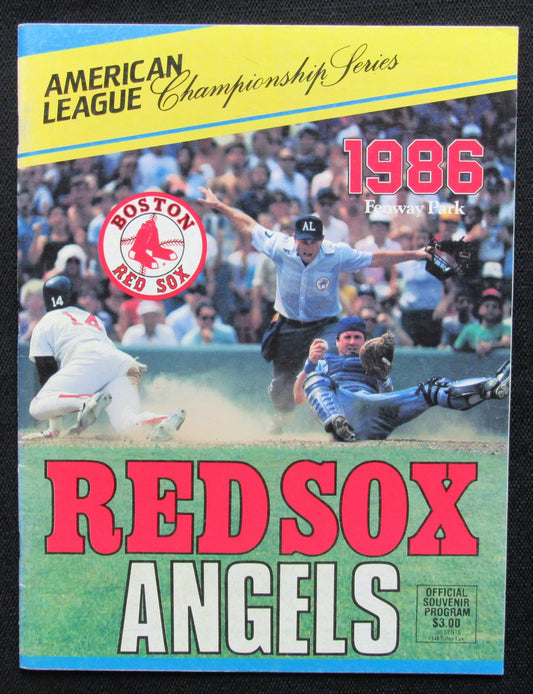 AMERICAN
LEAGUE Championship Series
1986
Fenway Park
BOSTON
RED SOX
AL
14
14
RED SOX
ANGELS
OFFICIAL
SOUVENIR
PROGRAM
$3.00